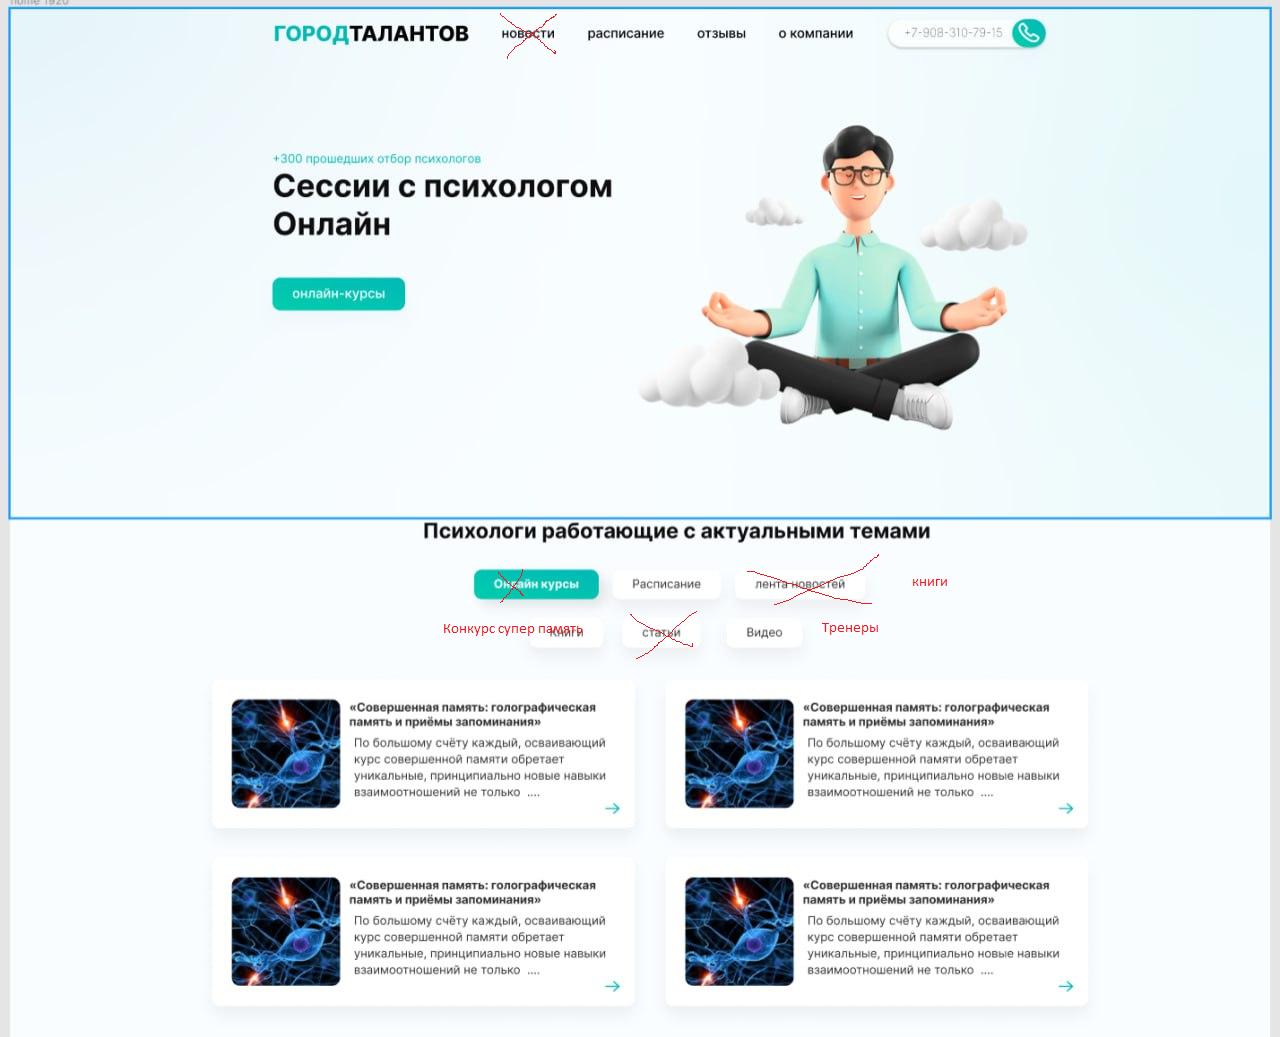 home 1920
ГОРОДТАЛАНТОВ новости расписание отзывы о компании +7-908-310-79-15
+300 прошедших отбор психологов
Сессии с психологом
Онлайн
онлайн-курсы
Психологи работающие с актуальными темами
Онлайн курсы Расписание лента новостей книги
Конкурс супер память Книги статьи Видео Тренеры
«Совершенная память: голографическая
память и приёмы запоминания»
По большому счёту каждый, осваивающий
курс совершенной памяти обретает
уникальные, принципиально новые навыки
взаимоотношений не только ....
«Совершенная память: голографическая
память и приёмы запоминания»
По большому счёту каждый, осваивающий
курс совершенной памяти обретает
уникальные, принципиально новые навыки
взаимоотношений не только ....
«Совершенная память: голографическая
память и приёмы запоминания»
По большому счёту каждый, осваивающий
курс совершенной памяти обретает
уникальные, принципиально новые навыки
взаимоотношений не только ....
«Совершенная память: голографическая
память и приёмы запоминания»
По большому счёту каждый, осваивающий
курс совершенной памяти обретает
уникальные, принципиально новые навыки
взаимоотношений не только ....